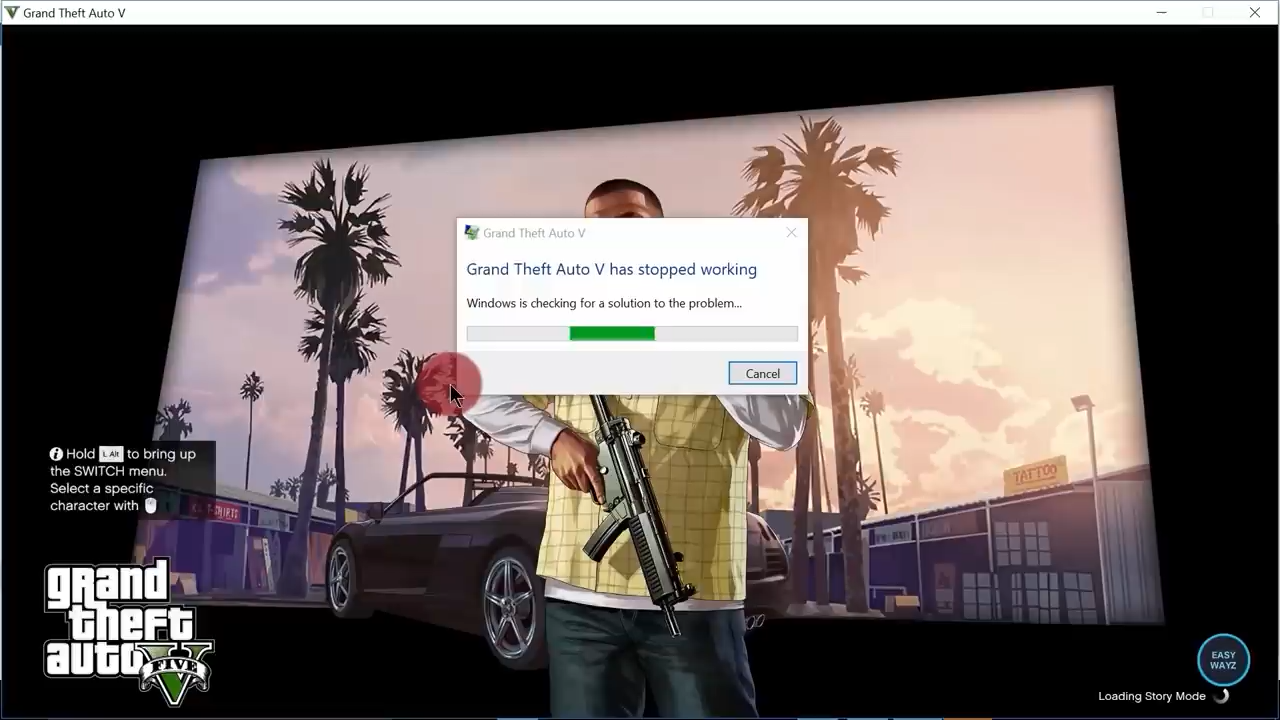 Grand Theft Auto V
Grand Theft Auto V
Grand Theft Auto V has stopped working
Windows is checking for a solution to the problem...
Cancel
Hold L Alt to bring up
the SWITCH menu.
Select a specific
character with
T-SHIRTS
TATTOO
grand
theft
auto V
FIVE
EASY
WAYZ
Loading Story Mode